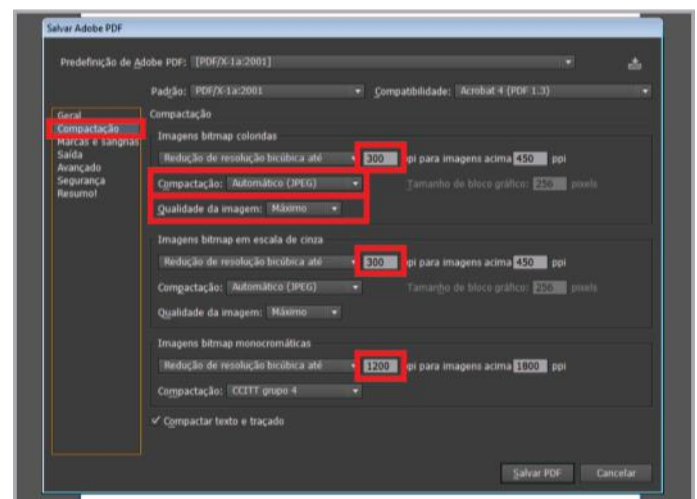 Salvar Adobe PDF
Predefinição de Adobe PDF: [PDF/X-1a:2001]
Padrão: PDF/X-1a:2001 Compatibilidade: Acrobat 4 (PDF 1.3)
Geral
Compactação
Marcas e sangrias
Saída
Avançado
Segurança
Resumo!
Compactação
Imagens bitmap coloridas
Redução de resolução bicúbica até 300 ppi para imagens acima 450 ppi
Compactação: Automático (JPEG) Tamanho de bloco gráfico: 256 pixels
Qualidade da imagem: Máximo
Imagens bitmap em escala de cinza
Redução de resolução bicúbica até 300 ppi para imagens acima 450 ppi
Compactação: Automático (JPEG) Tamanho de bloco gráfico: 256 pixels
Qualidade da imagem: Máximo
Imagens bitmap monocromáticas
Redução de resolução bicúbica até 1200 ppi para imagens acima 1800 ppi
Compactação: CCITT grupo 4
Compactar texto e traçado
Salvar PDF Cancelar